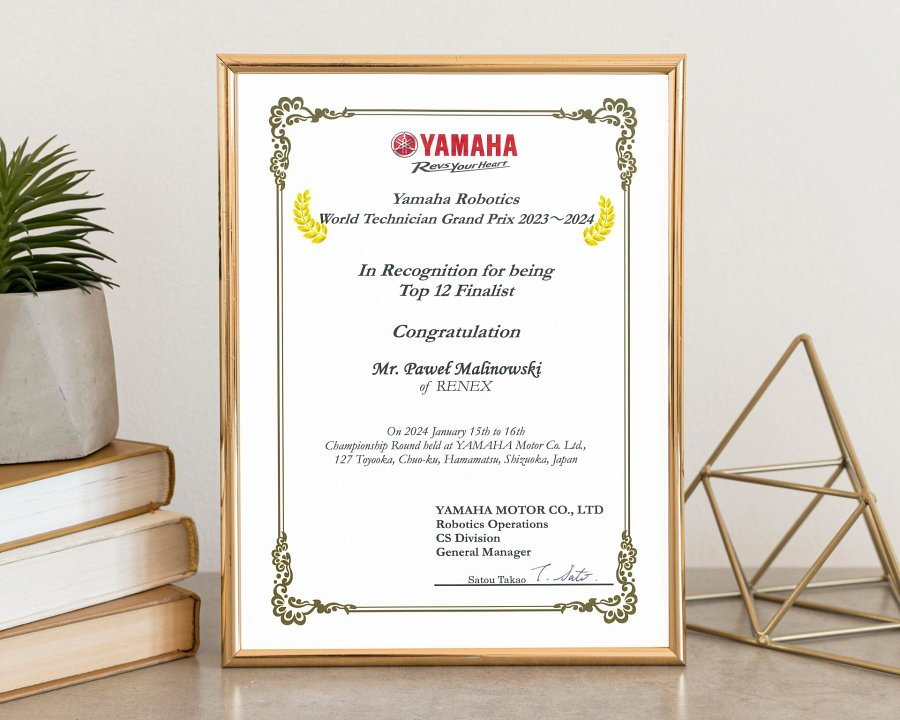 YAMAHA
Revs Your Heart
Yamaha Robotics
World Technician Grand Prix 2023～2024
In Recognition for being
Top 12 Finalist
Congratulation
Mr. Paweł Malinowski
of RENEX
On 2024 January 15th to 16th
Championship Round held at YAMAHA Motor Co. Ltd.,
127 Toyooka, Chuo-ku, Hamamatsu, Shizuoka, Japan
YAMAHA MOTOR CO., LTD
Robotics Operations
CS Division
General Manager
Satou Takao T. Sato.